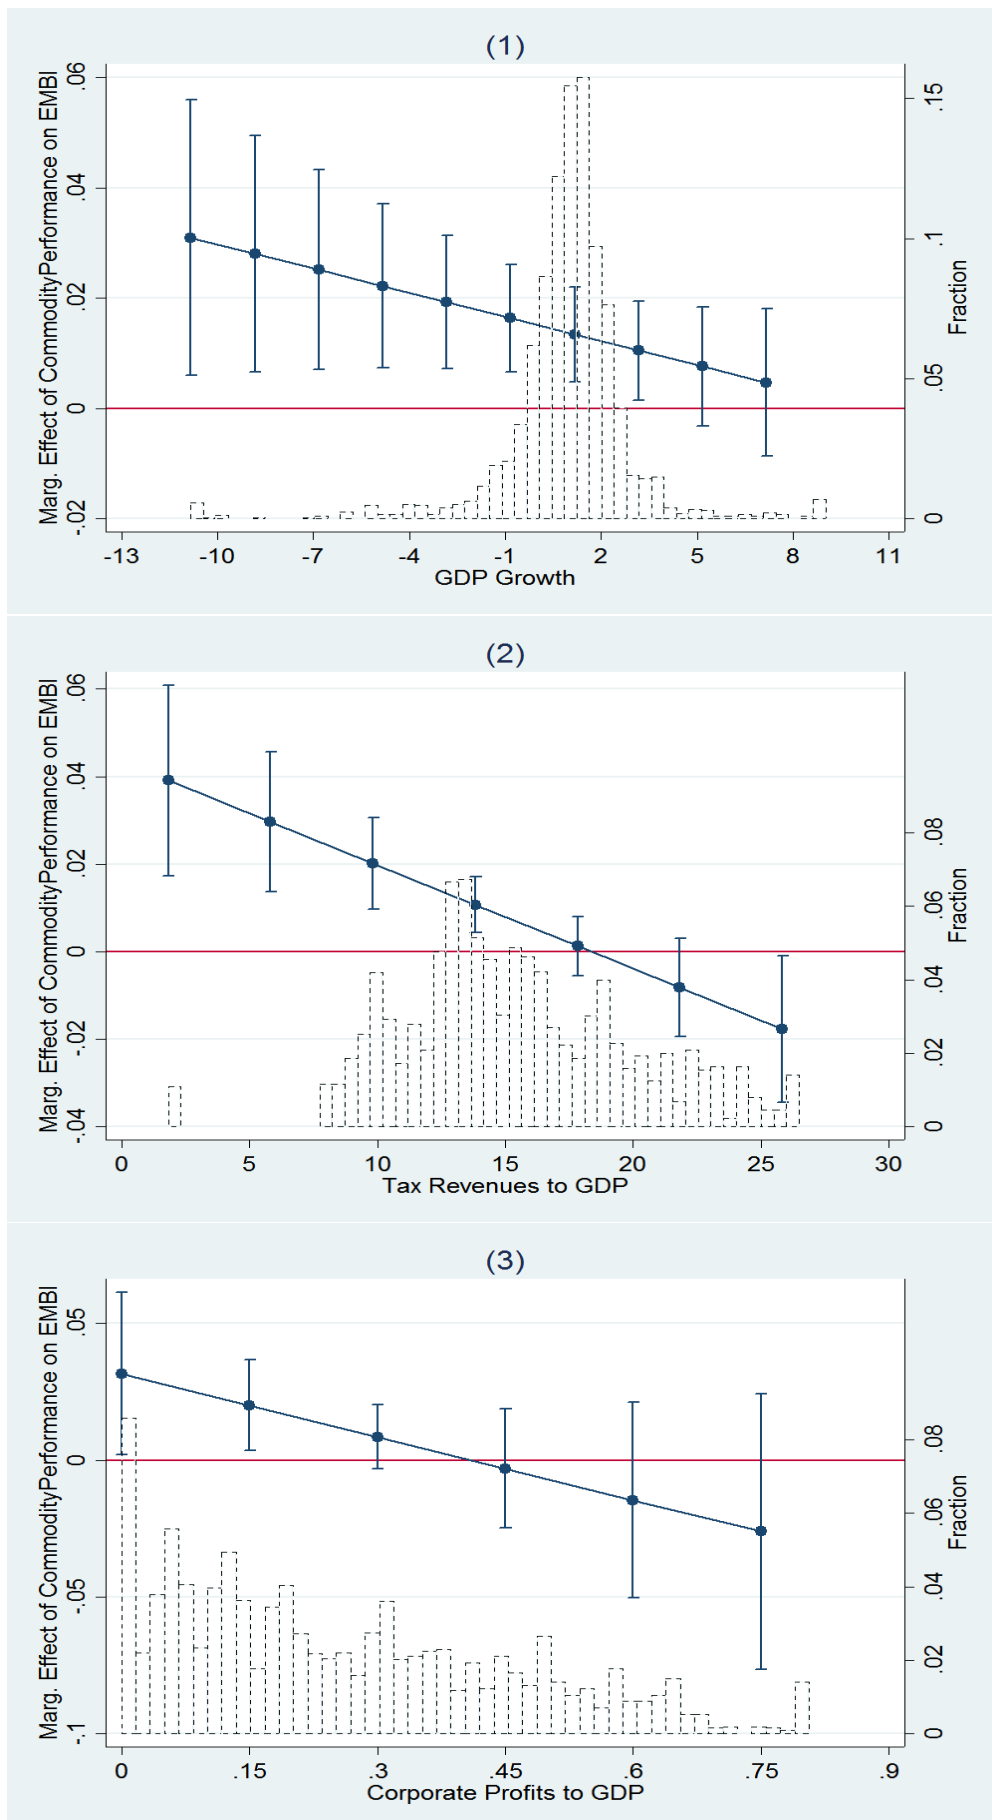 (1)
Marg. Effect of CommodityPerformance on EMBI
.06
.04
.02
0
-.02
.15
.1
.05
0
Fraction
-13 -10 -7 -4 -1 2 5 8 11
GDP Growth
(2)
Marg. Effect of CommodityPerformance on EMBI
.06
.04
.02
0
-.02
-.04
.08
.06
.04
.02
0
Fraction
0 5 10 15 20 25 30
Tax Revenues to GDP
(3)
Marg. Effect of CommodityPerformance on EMBI
.05
0
-.05
-.1
.08
.06
.04
.02
0
Fraction
0 .15 .3 .45 .6 .75 .9
Corporate Profits to GDP